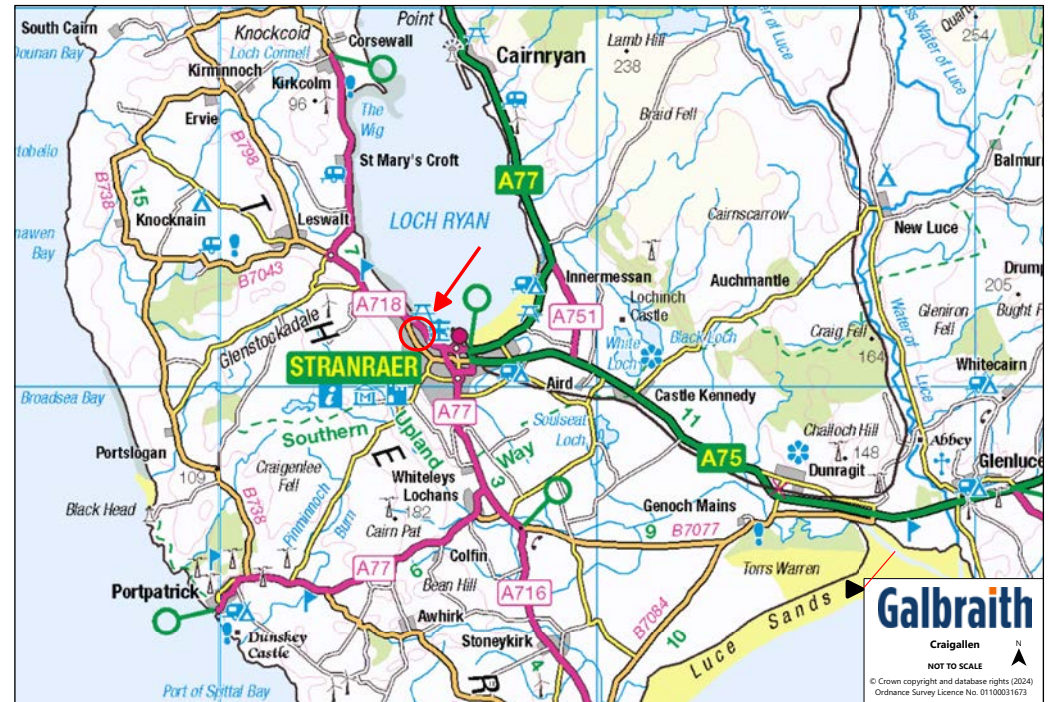 South Cairn
Knockcoid
Point
Corsewall
Cairnryan
Lamb Hill
238
254
Loch Connell
Kirminnoch
Kirkcolm
96
The
Wig
Braid Fell
Ervie
B798
St Mary's Croft
A77
B738
15
Knocknain
Leswalt
T
LOCH RYAN
Cairnscarrow
New Luce
Bay
B7043
7
Innermessan
Auchmantle
205
A718
Lochinch
Castle
A751
Black Loch
Gleniron
Fell
Craig Fell
164
Water of
Luce
Glenstockadale
H
White
Loch
STRANRAER
Whitecairn
Aird
Castle Kennedy
Broadsea Bay
A77
11
Soulseat
Loch
Southern
Upland
Way
Challoch Hill
148
Abbey
Portslogan
109
Craigenlee
Fell
E
A75
Dunragit
Glenluce
Whiteleys
Lochans
3
Black Head
B738
Pinminnoch
Burn
182
Cairn Pat
Genoch Mains
9
B7077
Colfin
A77
6
Bean Hill
Torrs Warren
Portpatrick
A716
B7084
Luce Sands
Awhirk
Dunskey
Castle
Stoneykirk
10
4
R
Port of Spittal Bay
Galbraith
Craigallen
N
NOT TO SCALE
© Crown copyright and database rights (2024)
Ordnance Survey Licence No. 01100031673